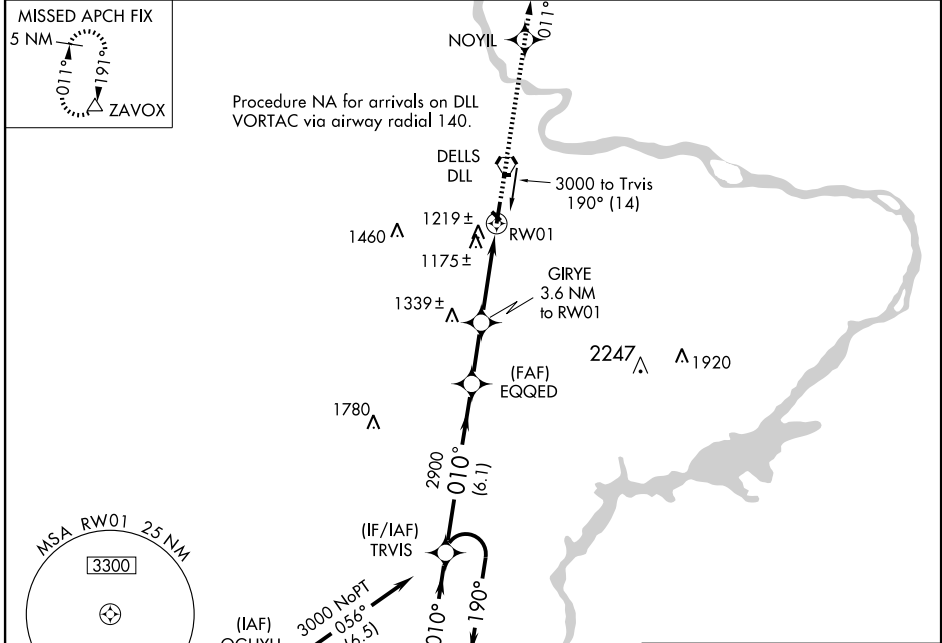 MISSED APCH FIX
5 NM
011°
191°
ZAVOX
NOYIL
011°
Procedure NA for arrivals on DLL
VORTAC via airway radial 140.
DELLS
DLL
3000 to Trvis
190° (14)
1219 ±
1460
RW01
1175 ±
GIRYE
3.6 NM
to RW01
1339 ±
2247
1920
(FAF)
EQQED
1780
2900
010°
(6.1)
(IF/IAF)
TRVIS
MSA RW01 25 NM
3300
3000 NoPT
056°
(6.5)
(IAF)
010°
190°